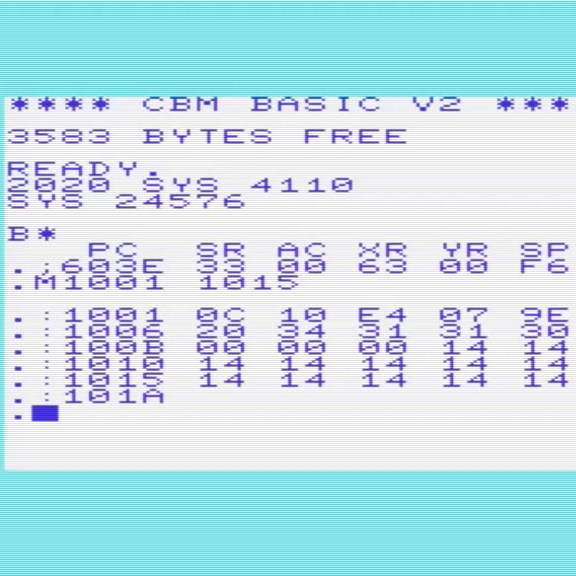 **** CBM BASIC V2 ***
3583 BYTES FREE
READY.
2020 SYS 4110
SYS 24576
B*
PC SR AC XR YR SP
.;603E 33 00 63 00 F6
.M1001 1015
.:1001 0C 10 E4 07 9E
.:1006 20 34 31 31 30
.:100B 00 00 00 14 14
.:1010 14 14 14 14 14
.:1015 14 14 14 14 14
.:101A
.